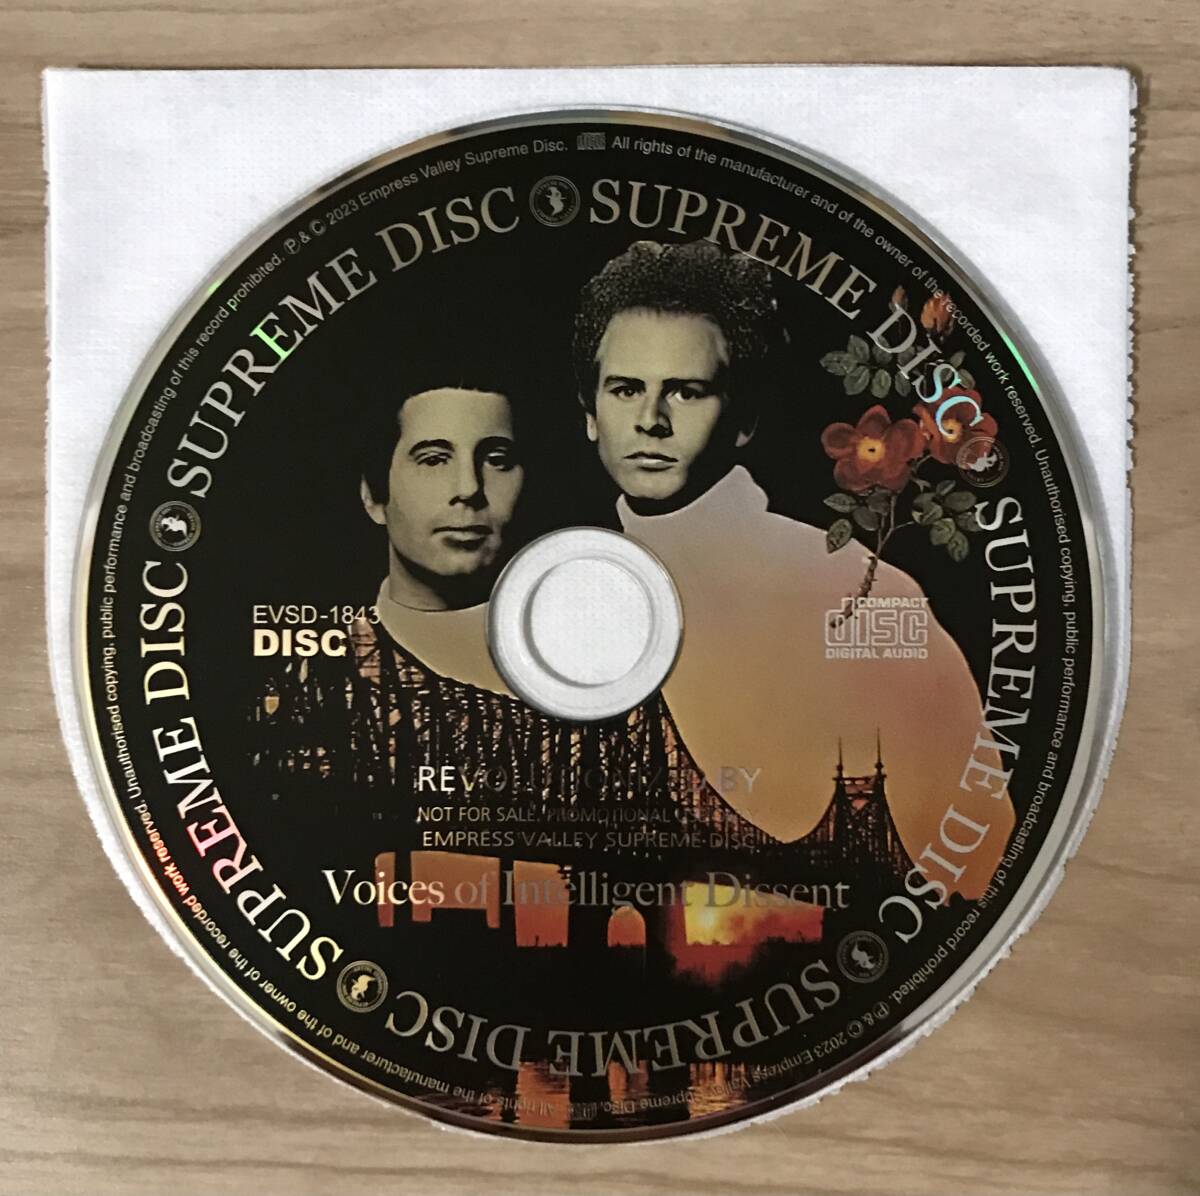 ℗ & © 2023 Empress Valley Supreme Disc. All rights of the manufacturer and of the owner of the recorded work reserved. Unauthorised copying, public performance and broadcasting of this record prohibited.
℗ & © 2023 Empress Valley Supreme Disc. All rights of the manufacturer and of the owner of the recorded work reserved. Unauthorised copying, public performance and broadcasting of this record prohibited.
SUPREME DISC
SUPREME DISC
SUPREME DISC
SUPREME DISC
SUPREME DISC
SUPREME DISC
EVSD-1843
DISC
COMPACT
disc
DIGITAL AUDIO
REVOLUTIONIZED BY
NOT FOR SALE, PROMOTIONAL
EMPRESS VALLEY SUPREME DISC
Voices of Intelligent Dissent